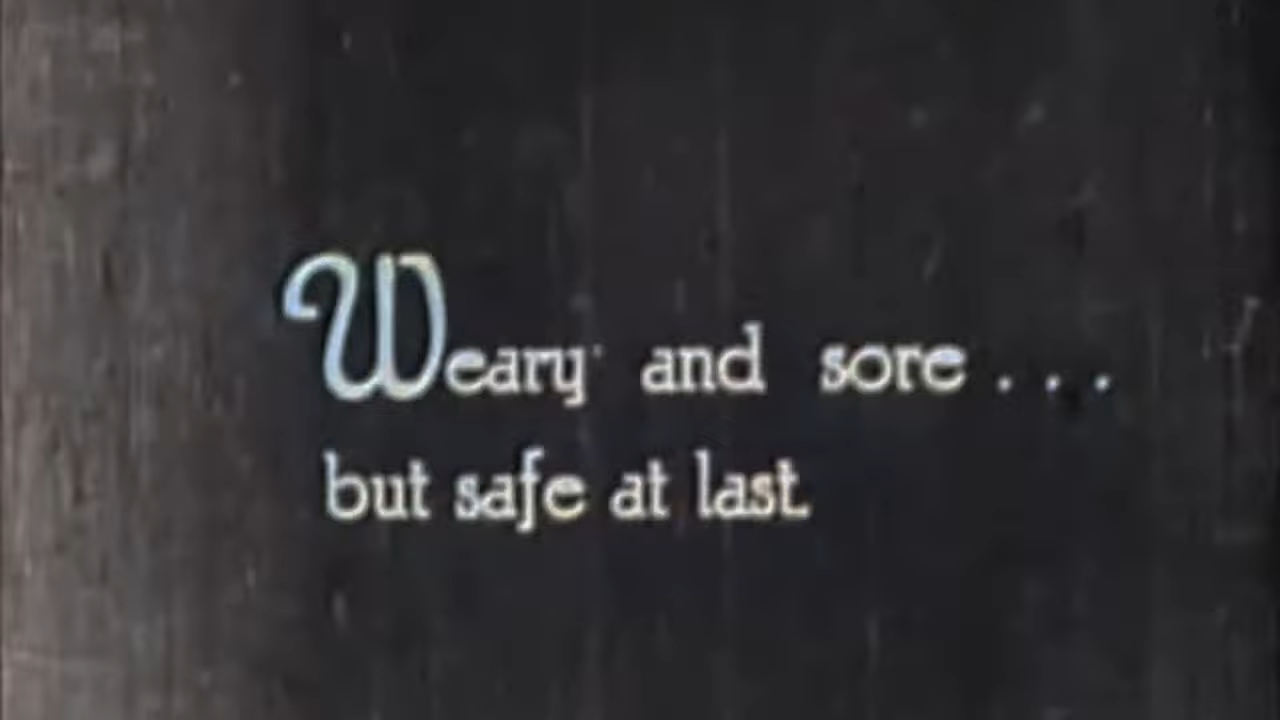 Weary and sore . . .
but safe at last.